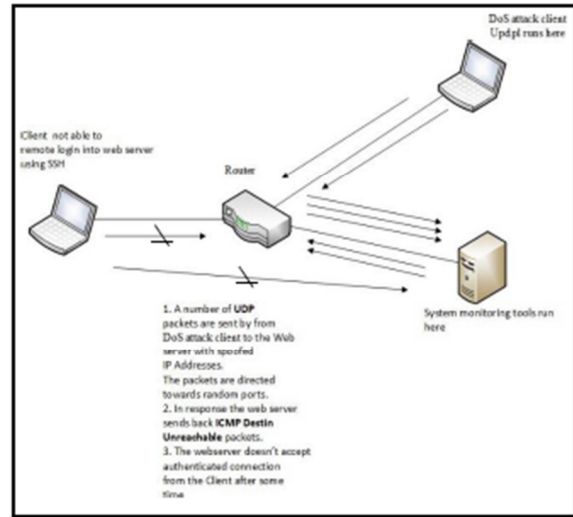 DoS attack client
Updpl runs here
Client not able to
remote login into web server
using SSH
Router
System monitoring tools run
here
1. A number of UDP
packets are sent by from
DoS attack client to the Web
server with spoofed
IP Addresses.
The packets are directed
towards random ports.
2. In response the web server
sends back ICMP Destin
Unreachable packets.
3. The webserver doesn't accept
authenticated connection
from the Client after some
time